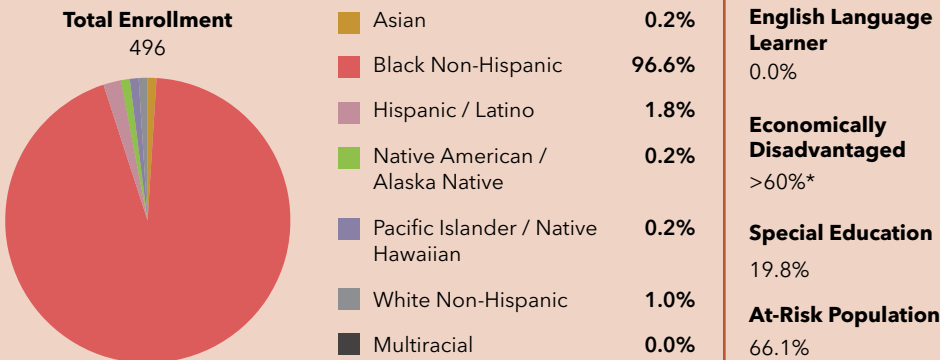 Total Enrollment
496
Asian 0.2%
Black Non-Hispanic 96.6%
Hispanic / Latino 1.8%
Native American / 0.2%
Alaska Native
Pacific Islander / Native 0.2%
Hawaiian
White Non-Hispanic 1.0%
Multiracial 0.0%
English Language
Learner
0.0%
Economically
Disadvantaged
>60%*
Special Education
19.8%
At-Risk Population
66.1%